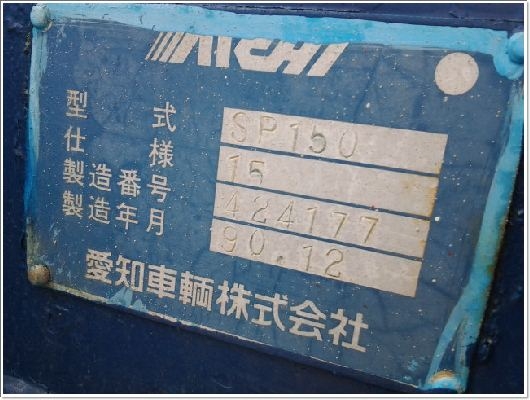 AICHI
型式 SP150
仕様 15
製造番号 424177
製造年月 90.12
愛知車輌株式会社